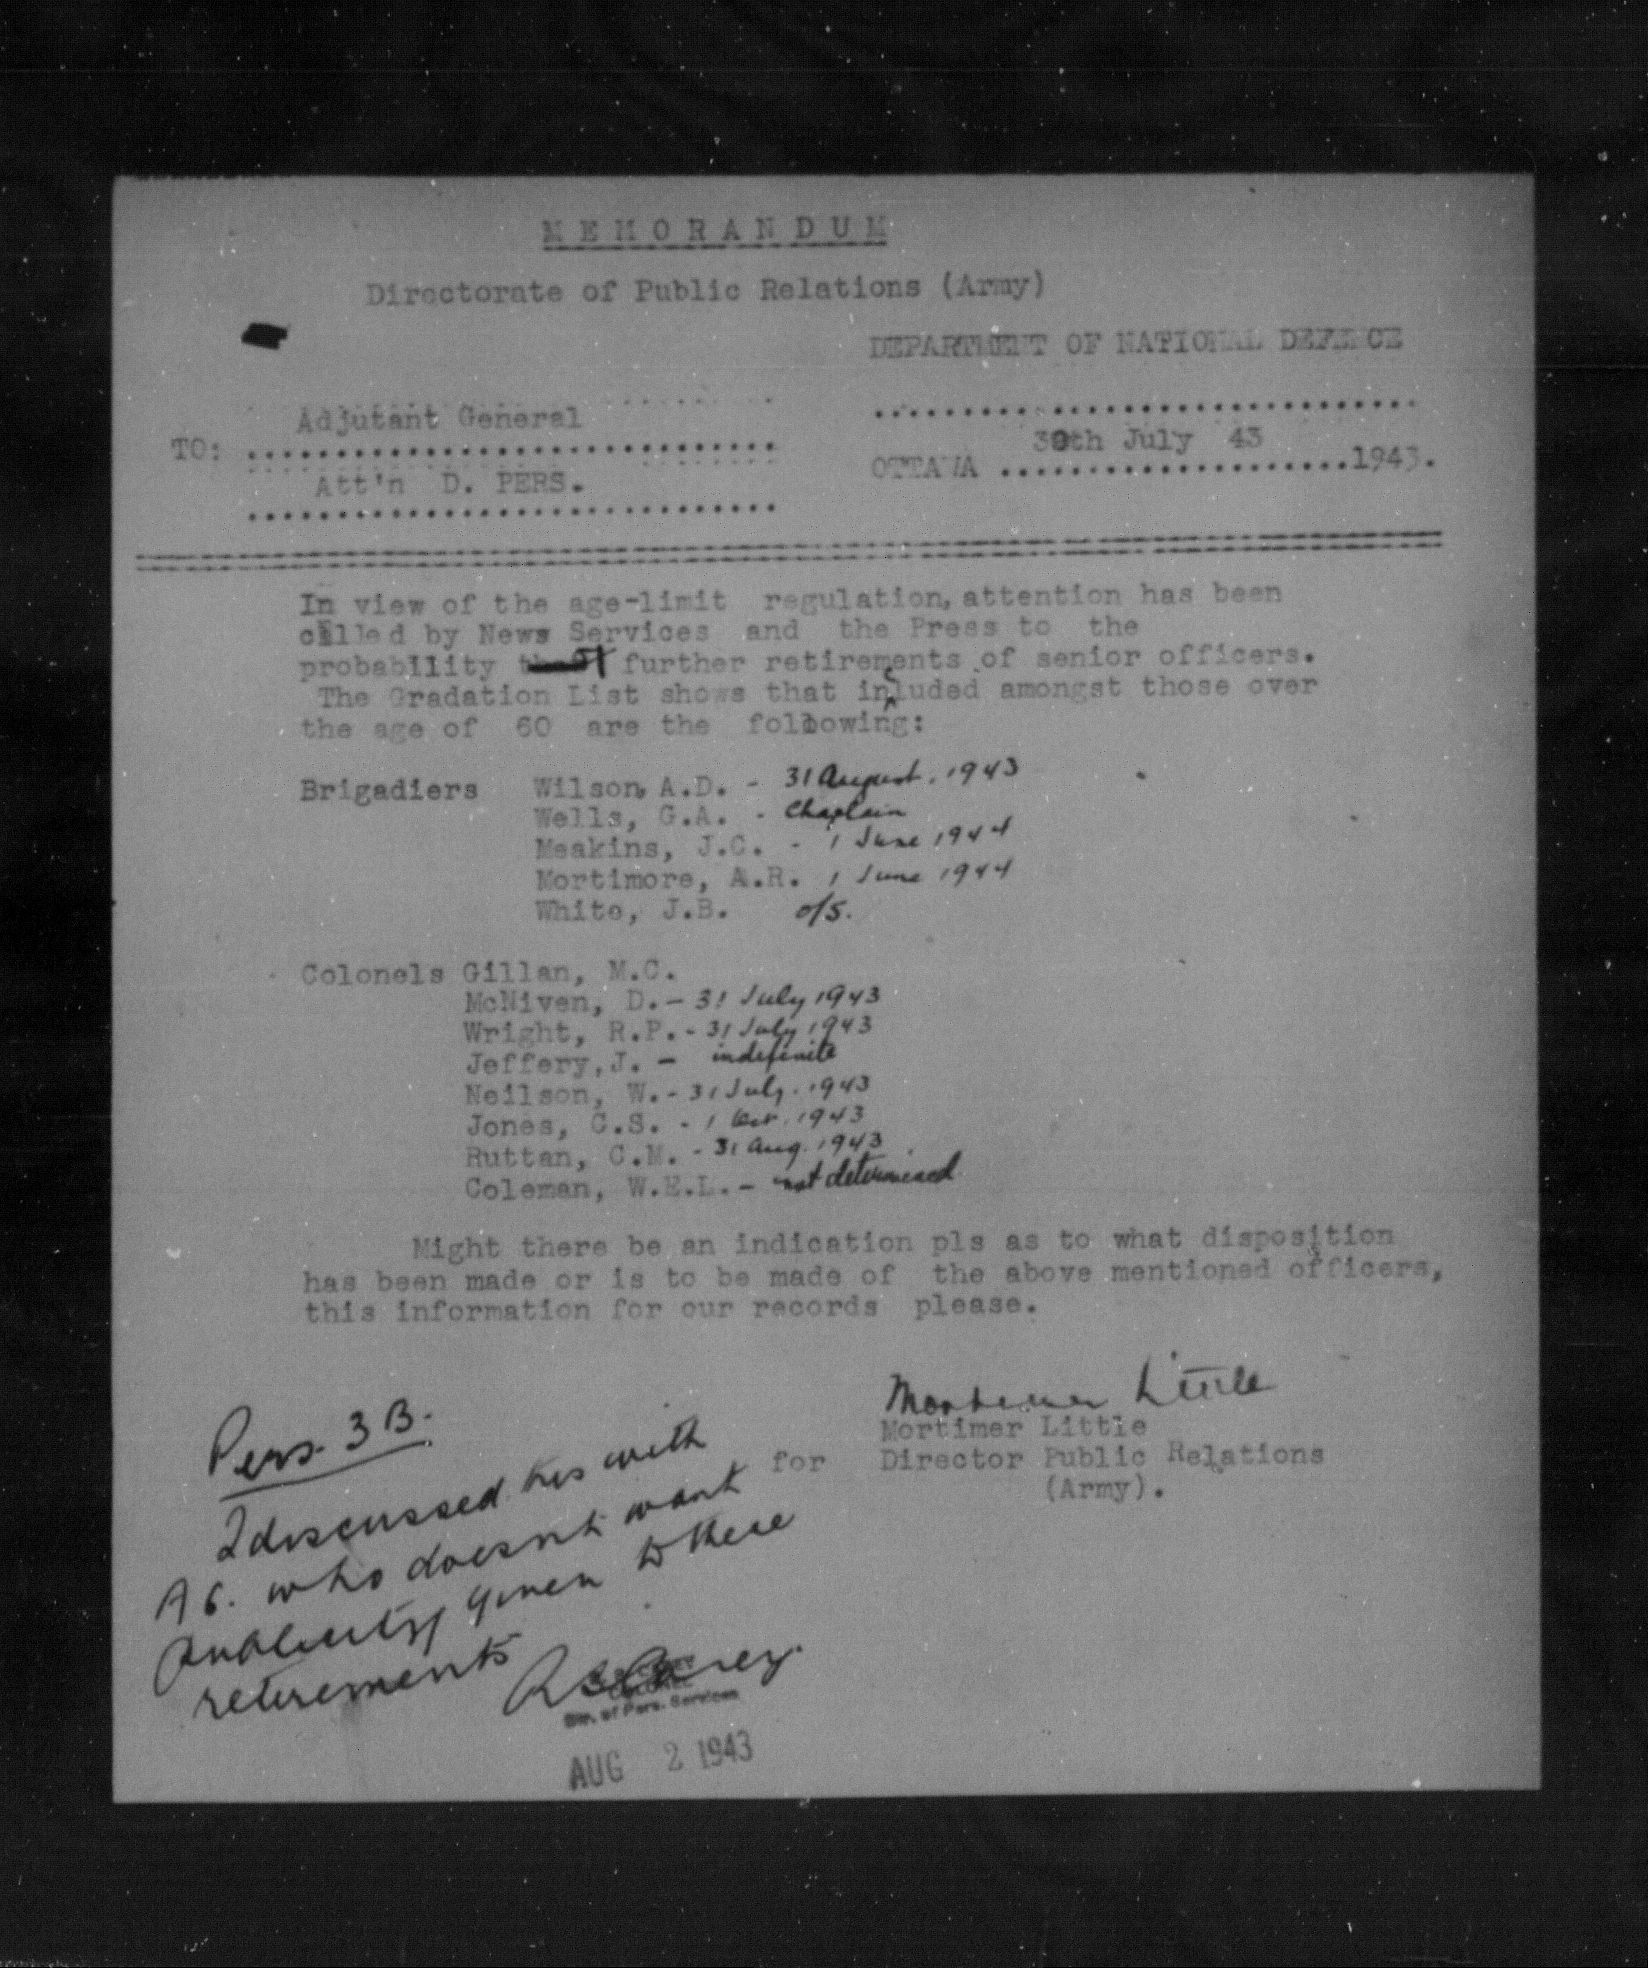 MEMORANDUM
Directorate of Public Relations (Army)
DEPARTMENT OF NATIONAL DEFENCE
Adjutant General
TO:
Att'n D. PERS.
30th July 43
OTTAWA ....................1943.
In view of the age-limit regulation, attention has been
called by News Services and the Press to the
probability of further retirements of senior officers.
The Gradation List shows that included amongst those over
the age of 60 are the following:
Brigadiers Wilson, A.D. - 31 August. 1943
Wells, G.A. - Chaplain
Meakins, J.C. - 1 June 1944
Mortimore, A.R. 1 June 1944
White, J.B. o/s.
Colonels Gillan, M.C.
McNiven, D. - 31 July 1943
Wright, R.P. - 31 July 1943
Jeffery, J. - indefinite
Neilson, W. - 31 July. 1943
Jones, C.S. - 1 Oct. 1943
Ruttan, C.M. - 31 Aug. 1943
Coleman, W.E.L. - not determined
Might there be an indication pls as to what disposition
has been made or is to be made of the above mentioned officers,
this information for our records please.
Mortimer Little
Mortimer Little
for Director Public Relations
(Army).
Pers. 3 B.
I discussed this with
AG. who doesnt want
publicity given to these
retirements
COLONEL
Dir. of Pers. Services
AUG 2 1943